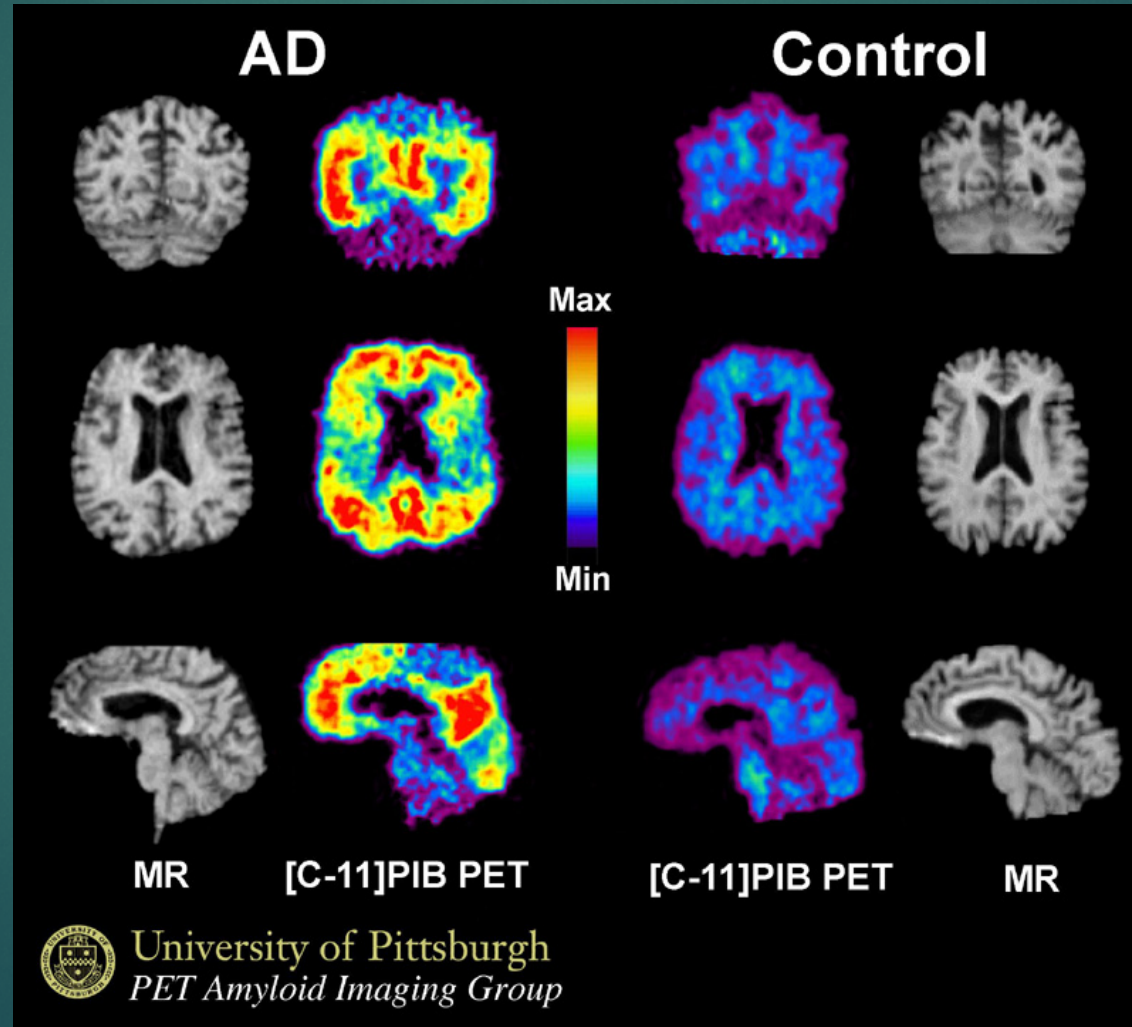 AD
Control
Max
Min
MR
[C-11]PIB PET
[C-11]PIB PET
MR
University of Pittsburgh
PET Amyloid Imaging Group